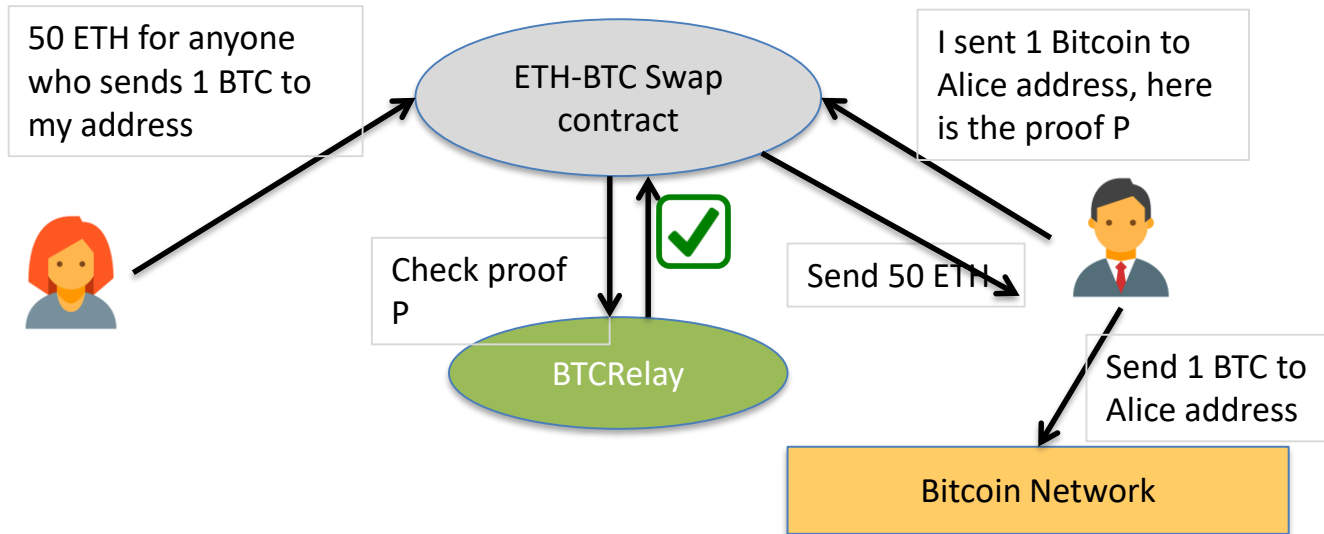 50 ETH for anyone
who sends 1 BTC to
my address
ETH-BTC Swap
contract
I sent 1 Bitcoin to
Alice address, here
is the proof P
Check proof
P
Send 50 ETH
BTCRelay
Send 1 BTC to
Alice address
Bitcoin Network